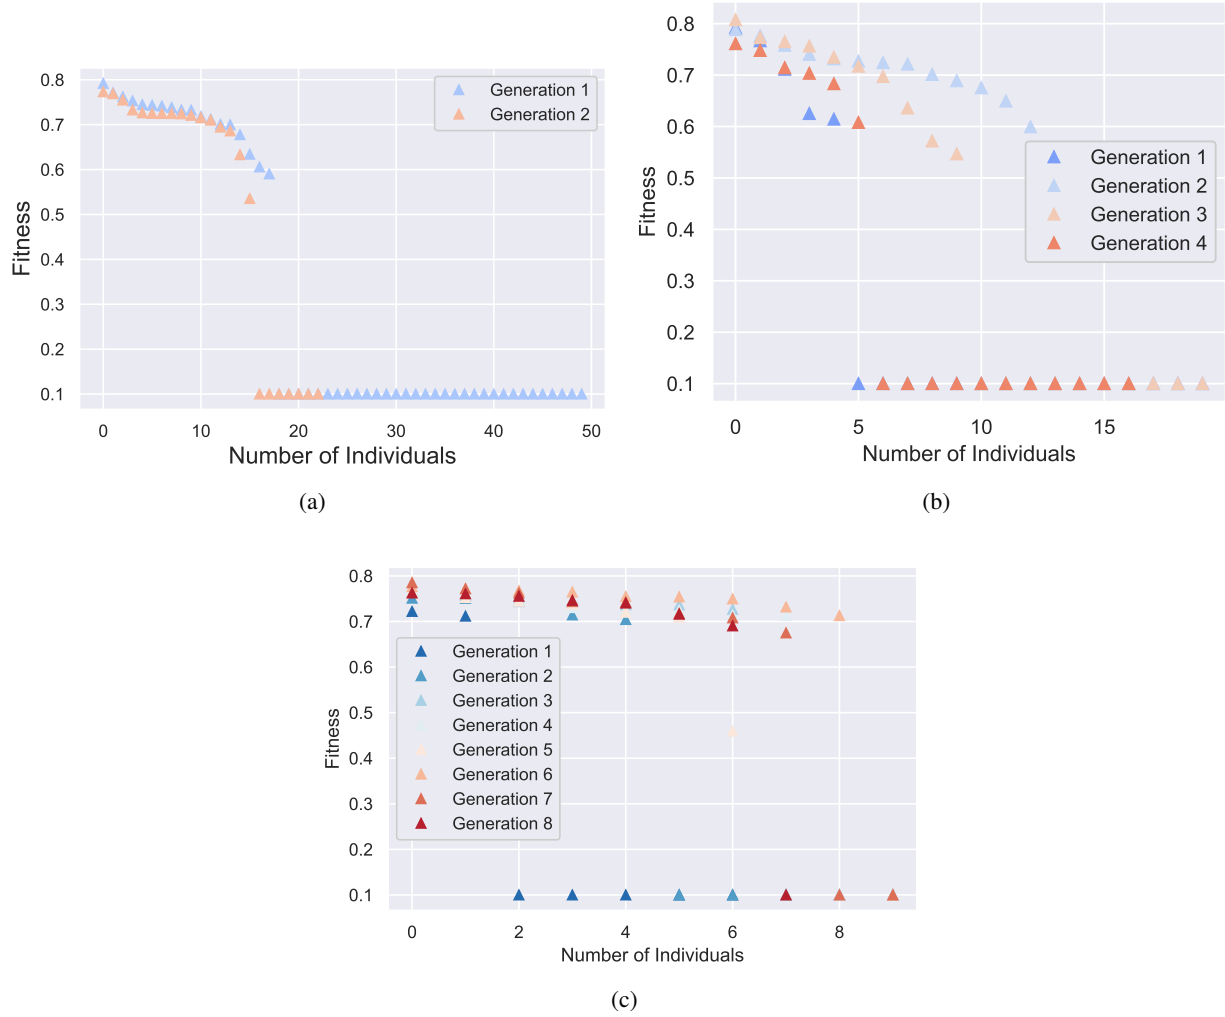 0.8
0.7
0.6
0.5
0.4
0.3
0.2
0.1
Fitness
Generation 1
Generation 2
0 10 20 30 40 50
Number of Individuals
(a)
0.8
0.7
0.6
0.5
0.4
0.3
0.2
0.1
Fitness
Generation 1
Generation 2
Generation 3
Generation 4
0 5 10 15
Number of Individuals
(b)
0.8
0.7
0.6
0.5
0.4
0.3
0.2
0.1
Fitness
Generation 1
Generation 2
Generation 3
Generation 4
Generation 5
Generation 6
Generation 7
Generation 8
0 2 4 6 8
Number of Individuals
(c)